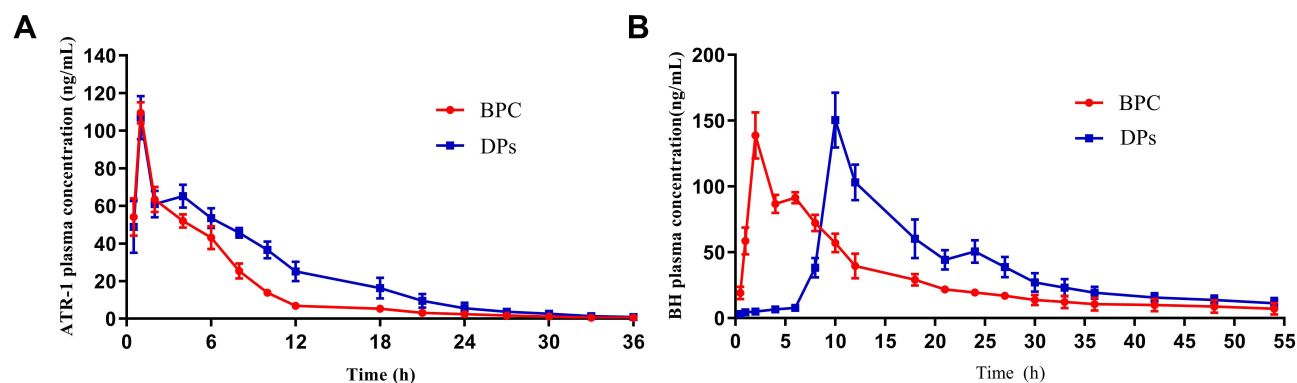 A
ATR-1 plasma concentration (ng/mL)
140
120
100
80
60
40
20
0
BPC
DPs
0 6 12 18 24 30 36
Time (h)
B
BH plasma concentration(ng/mL)
200
150
100
50
0
BPC
DPs
0 5 10 15 20 25 30 35 40 45 50 55
Time (h)